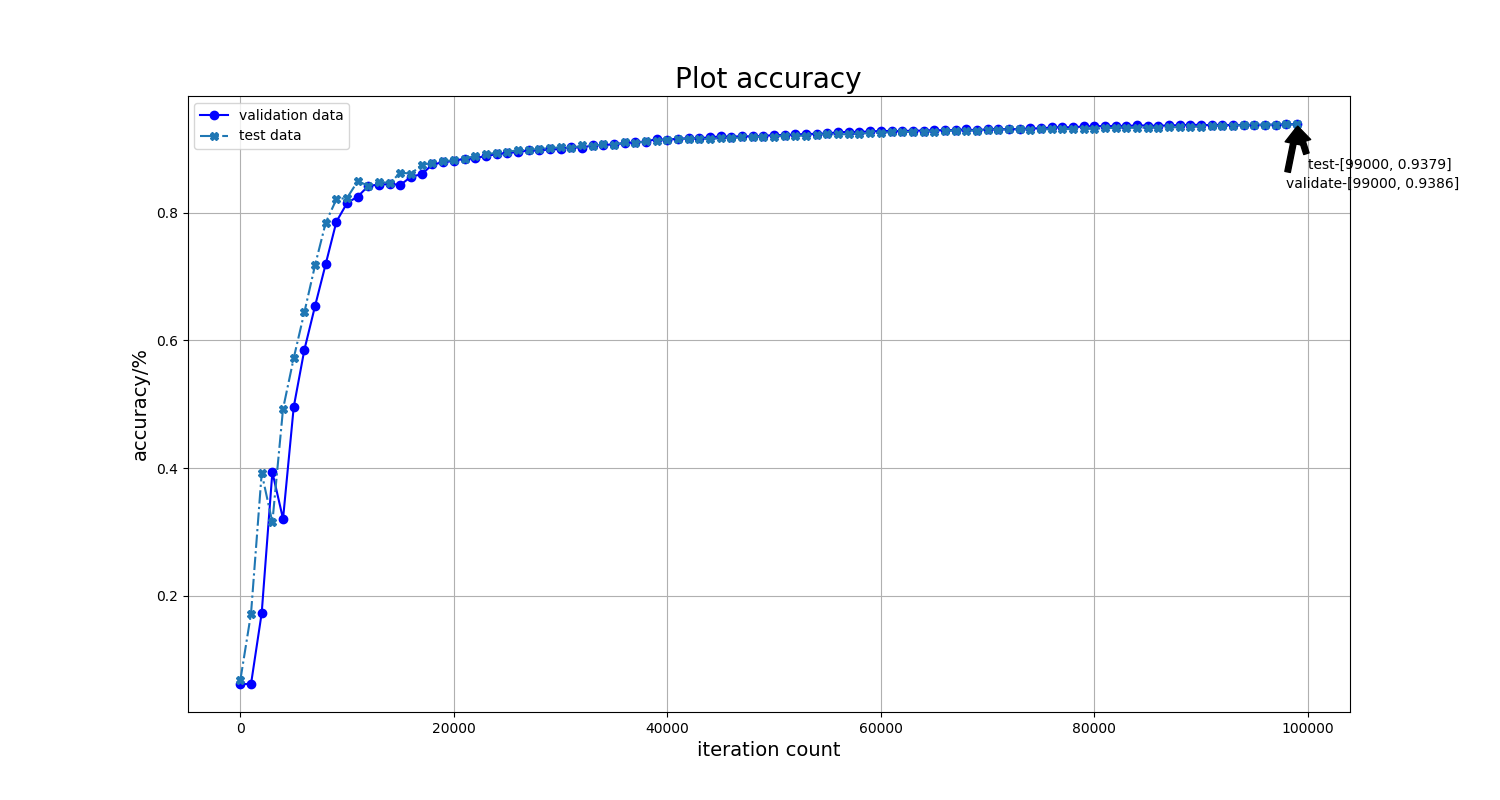 Plot accuracy
validation data
test data
test-[99000, 0.9379]
validate-[99000, 0.9386]
0.8
0.6
0.4
0.2
accuracy/%
0
20000
40000
60000
80000
100000
iteration count